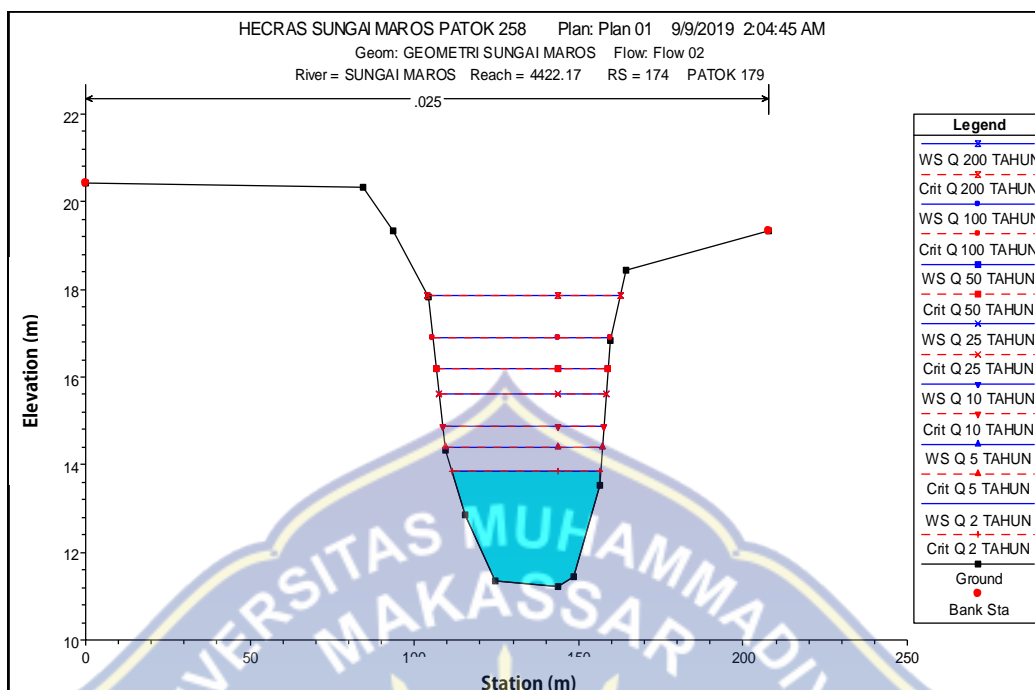 HECRAS SUNGAI MAROS PATOK 258 Plan: Plan 01 9/9/2019 2:04:45 AM
Geom: GEOMETRI SUNGAI MAROS Flow: Flow 02
River = SUNGAI MAROS Reach = 4422.17 RS = 174 PATOK 179
.025
22
20
18
16
14
12
10
Elevation (m)
0
50
100
150
200
250
Station (m)
Legend
WS Q 200 TAHUN
Crit Q 200 TAHUN
WS Q 100 TAHUN
Crit Q 100 TAHUN
WS Q 50 TAHUN
Crit Q 50 TAHUN
WS Q 25 TAHUN
Crit Q 25 TAHUN
WS Q 10 TAHUN
Crit Q 10 TAHUN
WS Q 5 TAHUN
Crit Q 5 TAHUN
WS Q 2 TAHUN
Crit Q 2 TAHUN
Ground
Bank Sta
MUHAMMADIY
MAKASSAR